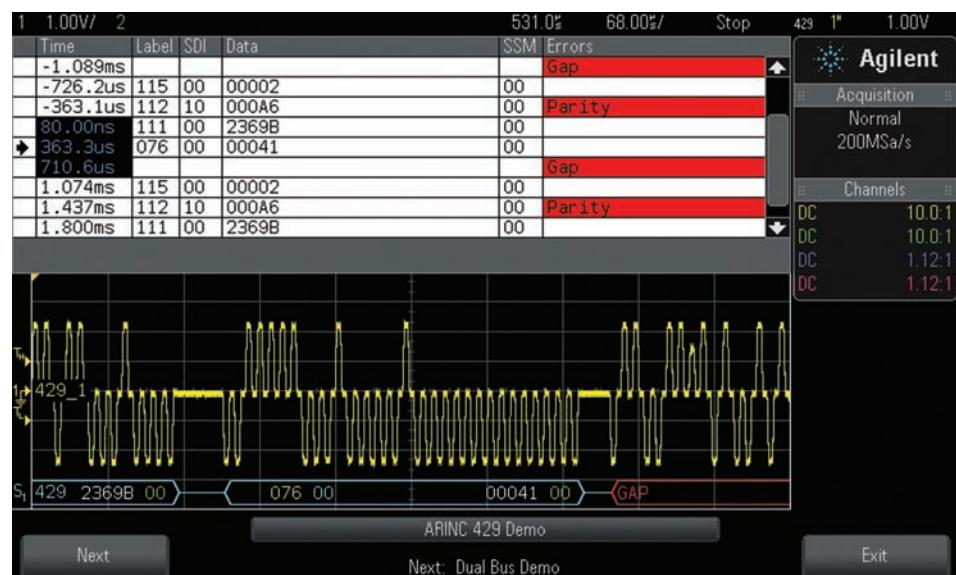 1 1.00V/ 2 531.0s 68.00s/ Stop 429 1 1.00V
Time Label SDI Data SSM Errors
-1.089ms Gap
-726.2us 115 00 00002 00
-363.1us 112 10 000A6 00 Parity
80.00ns 111 00 2369B 00
363.3us 076 00 00041 00
710.6us Gap
1.074ms 115 00 00002 00
1.437ms 112 10 000A6 00 Parity
1.800ms 111 00 2369B 00
Agilent
Acquisition
Normal
200MSa/s
Channels
DC 10.0:1
DC 10.0:1
DC 1.12:1
DC 1.12:1
429_1
S1 429 2369B 00 076 00 00041 00 GAP
ARINC 429 Demo
Next
Next: Dual Bus Demo
Exit